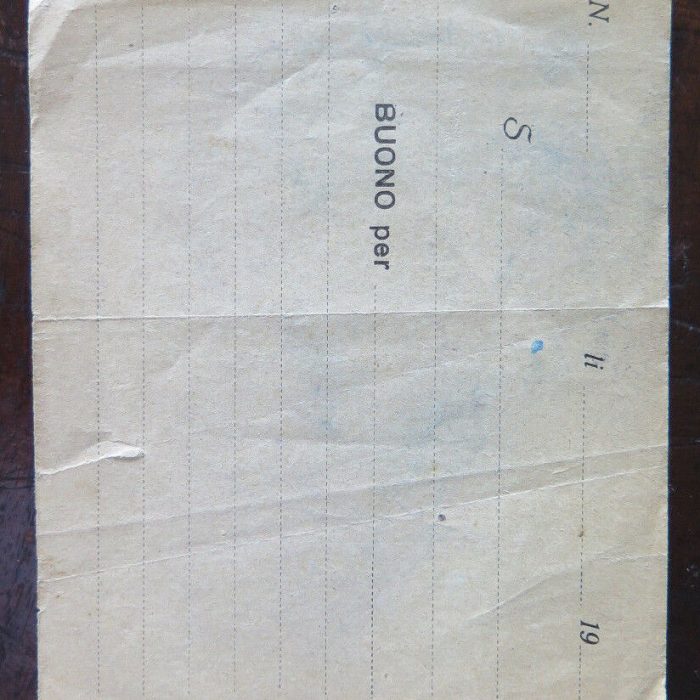 N. li 19
S
BUONO per